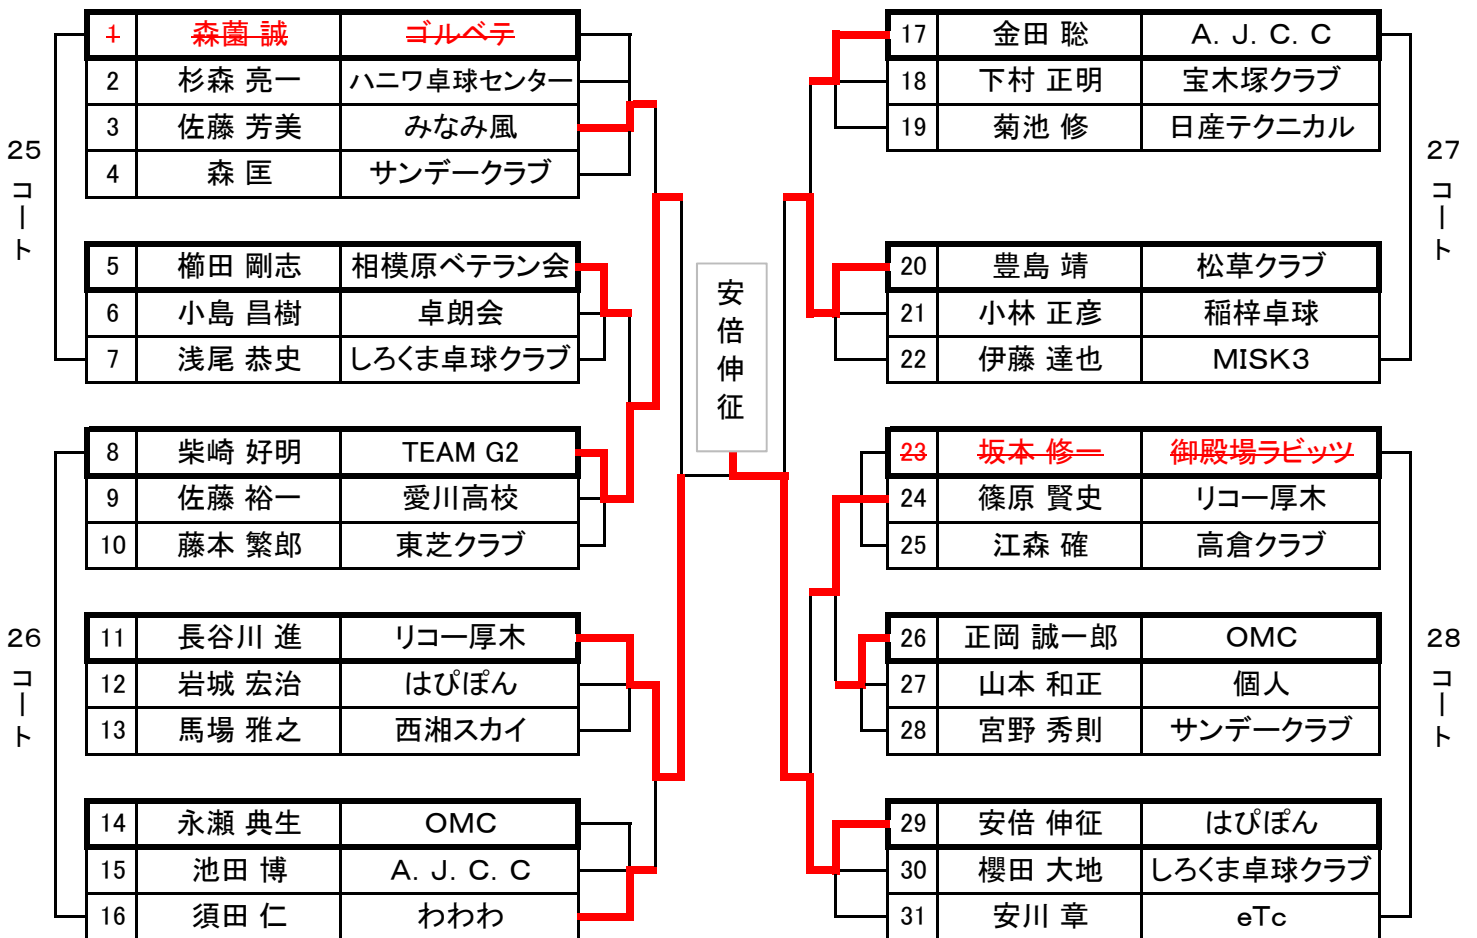 25コート
1 森薗 誠 ゴルベテ
2 杉森 亮一 ハニワ卓球センター
3 佐藤 芳美 みなみ風
4 森 匡 サンデークラブ
5 櫛田 剛志 相模原ベテラン会
6 小島 昌樹 卓朗会
7 浅尾 恭史 しろくま卓球クラブ
26コート
8 柴崎 好明 TEAM G2
9 佐藤 裕一 愛川高校
10 藤本 繁郎 東芝クラブ
11 長谷川 進 リコー厚木
12 岩城 宏治 はぴぽん
13 馬場 雅之 西湘スカイ
14 永瀬 典生 OMC
15 池田 博 A. J. C. C
16 須田 仁 わわわ
安倍伸征
27コート
17 金田 聡 A. J. C. C
18 下村 正明 宝木塚クラブ
19 菊池 修 日産テクニカル
20 豊島 靖 松草クラブ
21 小林 正彦 稲梓卓球
22 伊藤 達也 MISK3
28コート
23 坂本 修一 御殿場ラビッツ
24 篠原 賢史 リコー厚木
25 江森 確 高倉クラブ
26 正岡 誠一郎 OMC
27 山本 和正 個人
28 宮野 秀則 サンデークラブ
29 安倍 伸征 はぴぽん
30 櫻田 大地 しろくま卓球クラブ
31 安川 章 eTc